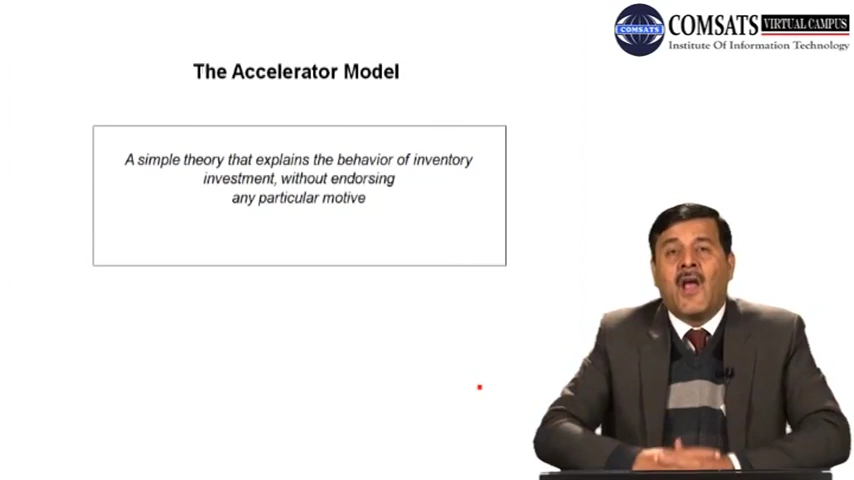 COMSATS VIRTUAL CAMPUS
COMSATS
Institute Of Information Technology
The Accelerator Model
A simple theory that explains the behavior of inventory
investment, without endorsing
any particular motive